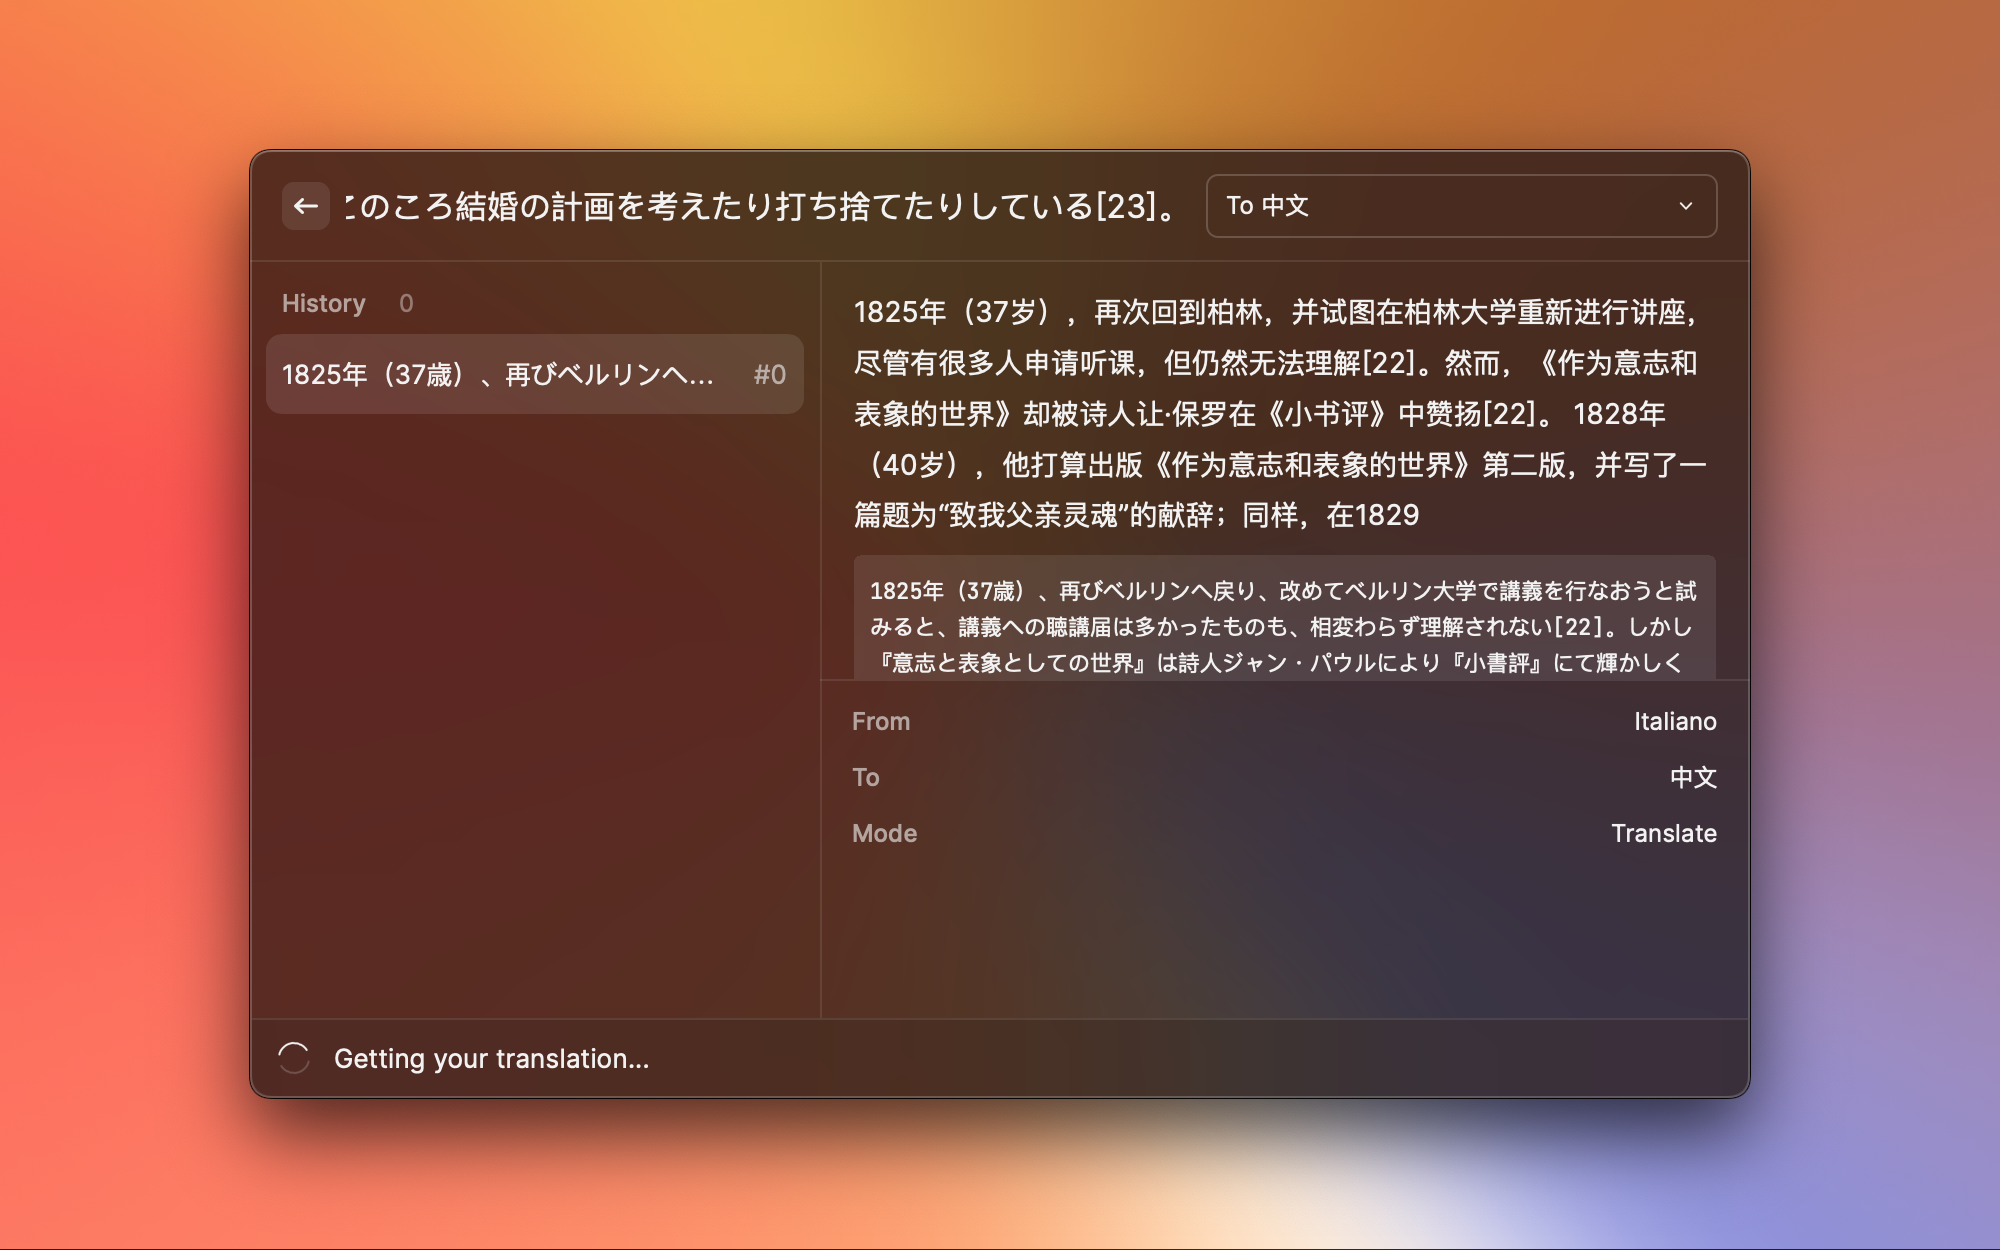 のころ結婚の計画を考えたり打ち捨てたりしている[23]。
To 中文
History 0
1825年（37歳）、再びベルリンへ... #0
1825年（37岁），再次回到柏林，并试图在柏林大学重新进行讲座，
尽管有很多人申请听课，但仍然无法理解[22]。然而，《作为意志和
表象的世界》却被诗人让·保罗在《小书评》中赞扬[22]。 1828年
（40岁），他打算出版《作为意志和表象的世界》第二版，并写了一
篇题为“致我父亲灵魂”的献辞；同样，在1829
1825年（37歳）、再びベルリンへ戻り、改めてベルリン大学で講義を行なおうと試
みると、講義への聴講届は多かったものも、相変わらず理解されない[22]。しかし
『意志と表象としての世界』は詩人ジャン・パウルにより『小書評』にて輝かしく
From Italiano
To 中文
Mode Translate
Getting your translation...